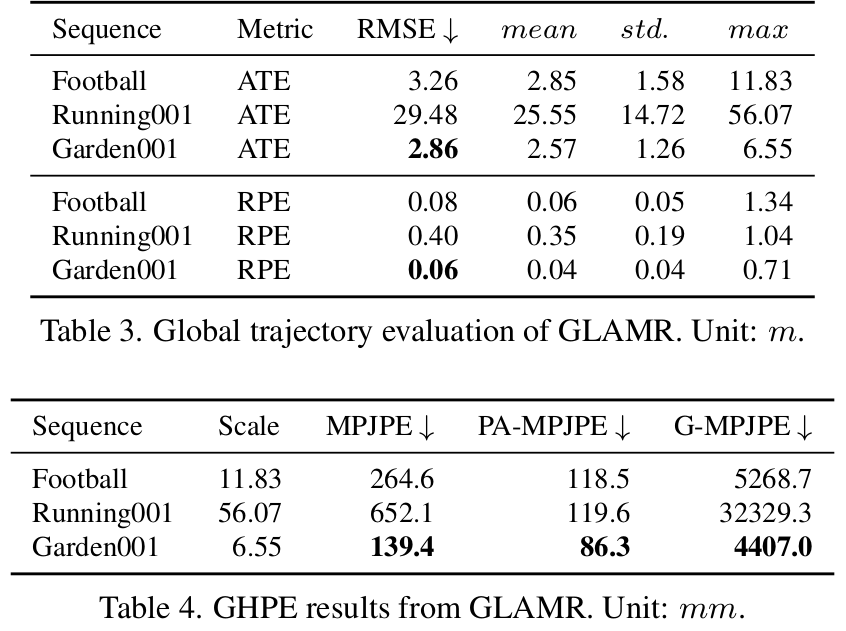 Sequence Metric RMSE ↓ mean std. max
Football ATE 3.26 2.85 1.58 11.83
Running001 ATE 29.48 25.55 14.72 56.07
Garden001 ATE 2.86 2.57 1.26 6.55
Football RPE 0.08 0.06 0.05 1.34
Running001 RPE 0.40 0.35 0.19 1.04
Garden001 RPE 0.06 0.04 0.04 0.71
Table 3. Global trajectory evaluation of GLAMR. Unit: m.
Sequence Scale MPJPE ↓ PA-MPJPE ↓ G-MPJPE ↓
Football 11.83 264.6 118.5 5268.7
Running001 56.07 652.1 119.6 32329.3
Garden001 6.55 139.4 86.3 4407.0
Table 4. GHPE results from GLAMR. Unit: mm.